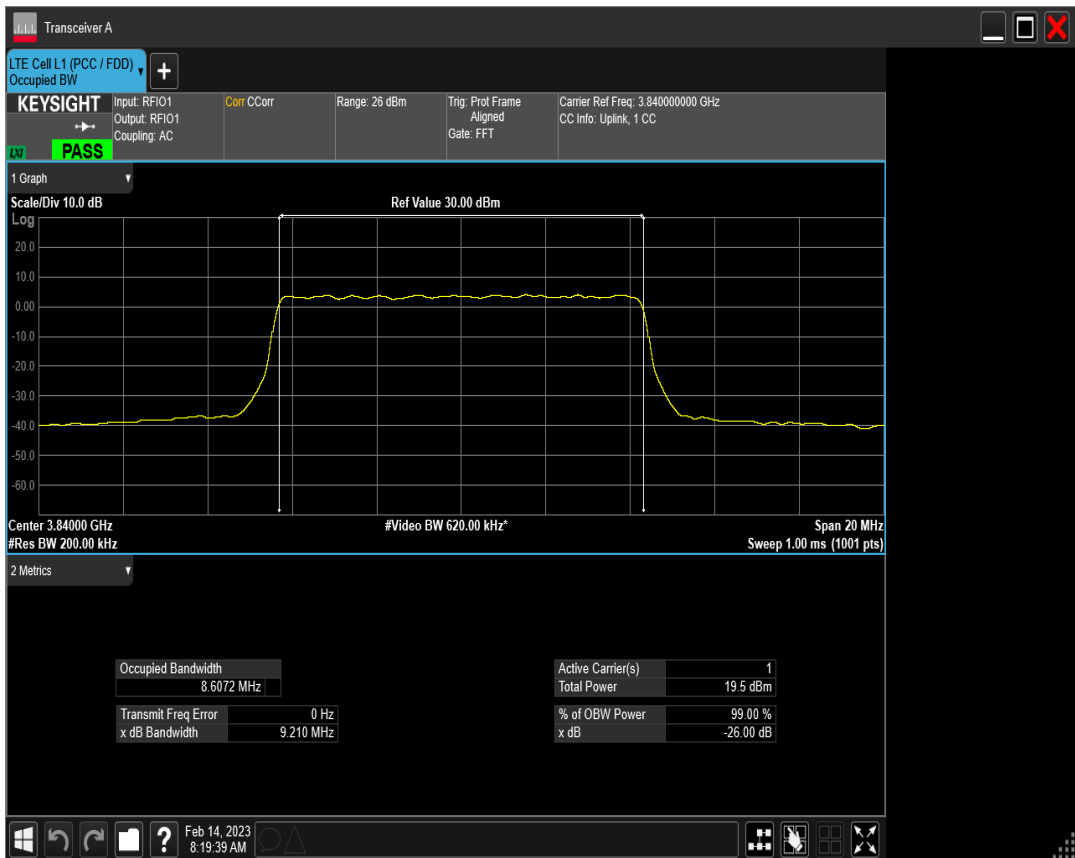 Transceiver A
LTE Cell L1 (PCC / FDD)
Occupied BW
KEYSIGHT
LXI
PASS
Input: RFIO1
Output: RFIO1
Coupling: AC
Corr CCorr
Range: 26 dBm
Trig: Prot Frame
Aligned
Gate: FFT
Carrier Ref Freq: 3.840000000 GHz
CC Info: Uplink, 1 CC
1 Graph
Scale/Div 10.0 dB
Ref Value 30.00 dBm
Log
20.0
10.0
0.00
-10.0
-20.0
-30.0
-40.0
-50.0
-60.0
Center 3.84000 GHz
#Video BW 620.00 kHz*
Span 20 MHz
#Res BW 200.00 kHz
Sweep 1.00 ms (1001 pts)
2 Metrics
Occupied Bandwidth
8.6072 MHz
Transmit Freq Error 0 Hz
x dB Bandwidth 9.210 MHz
Active Carrier(s) 1
Total Power 19.5 dBm
% of OBW Power 99.00 %
x dB -26.00 dB
Feb 14, 2023
8:19:39 AM